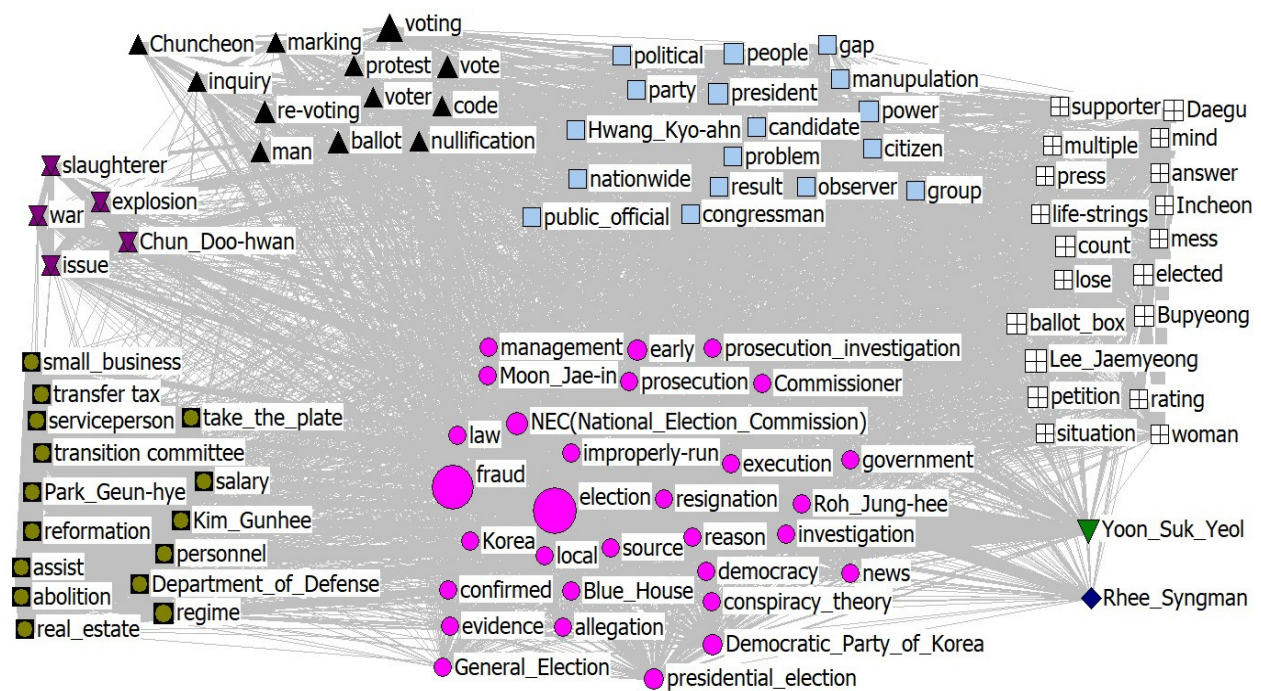 Chuncheon
marking
voting
inquiry
protest
vote
re-voting
voter
code
man
ballot
nullification
political
people
gap
party
president
manupulation
Hwang_Kyo-ahn
candidate
power
problem
citizen
nationwide
result
observer
group
public_official
congressman
supporter
Daegu
multiple
mind
press
answer
life-strings
Incheon
count
mess
lose
elected
ballot_box
Bupyeong
Lee_Jaemyeong
petition
rating
situation
woman
slaughterer
explosion
war
Chun_Doo-hwan
issue
small_business
transfer tax
serviceperson
take_the_plate
transition committee
Park_Geun-hye
salary
reformation
Kim_Gunhee
personnel
assist
Department_of_Defense
abolition
regime
real_estate
management
early
prosecution_investigation
Moon_Jae-in
prosecution
Commissioner
NEC(National_Election_Commission)
law
improperly-run
execution
government
fraud
election
resignation
Roh_Jung-hee
Korea
local
source
reason
investigation
democracy
news
confirmed
Blue_House
conspiracy_theory
evidence
allegation
Democratic_Party_of_Korea
General_Election
presidential_election
Yoon_Suk_Yeol
Rhee_Syngman